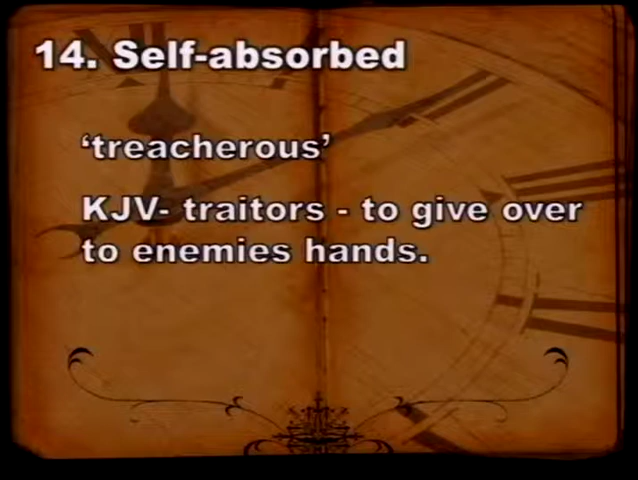 14. Self-absorbed
‘treacherous’
KJV- traitors - to give over
to enemies hands.